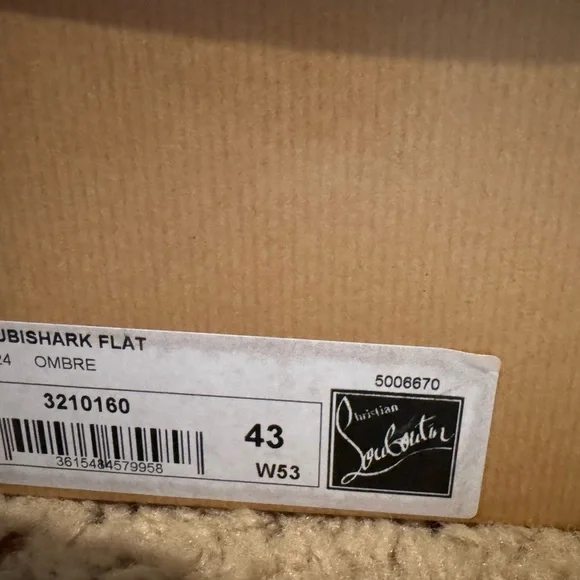 UBISHARK FLAT
24 OMBRE
5006670
3210160
43
3615484579958
W53
Christian
Louboutin